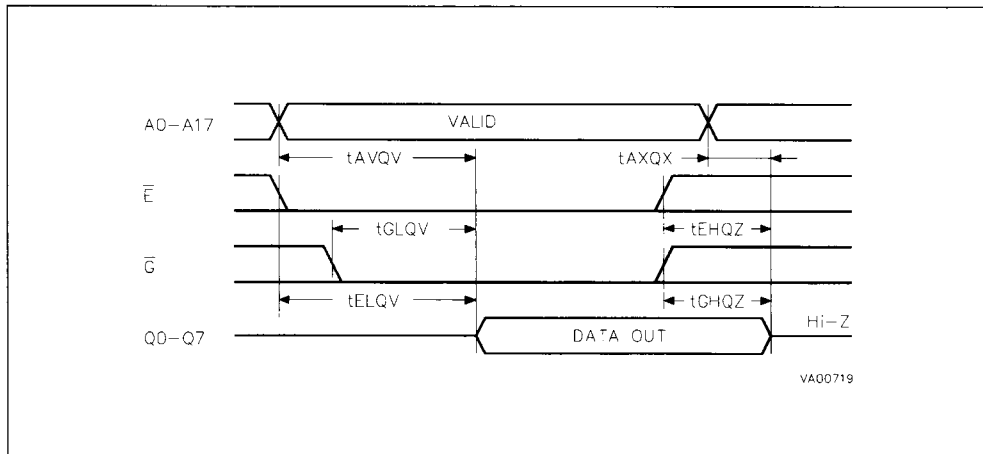 A0-A17
VALID
tAVQV
tAXQX
E̅
tGLQV
tEHQZ
G̅
tELQV
tGHQZ
Q0-Q7
DATA OUT
Hi-Z
VA00719